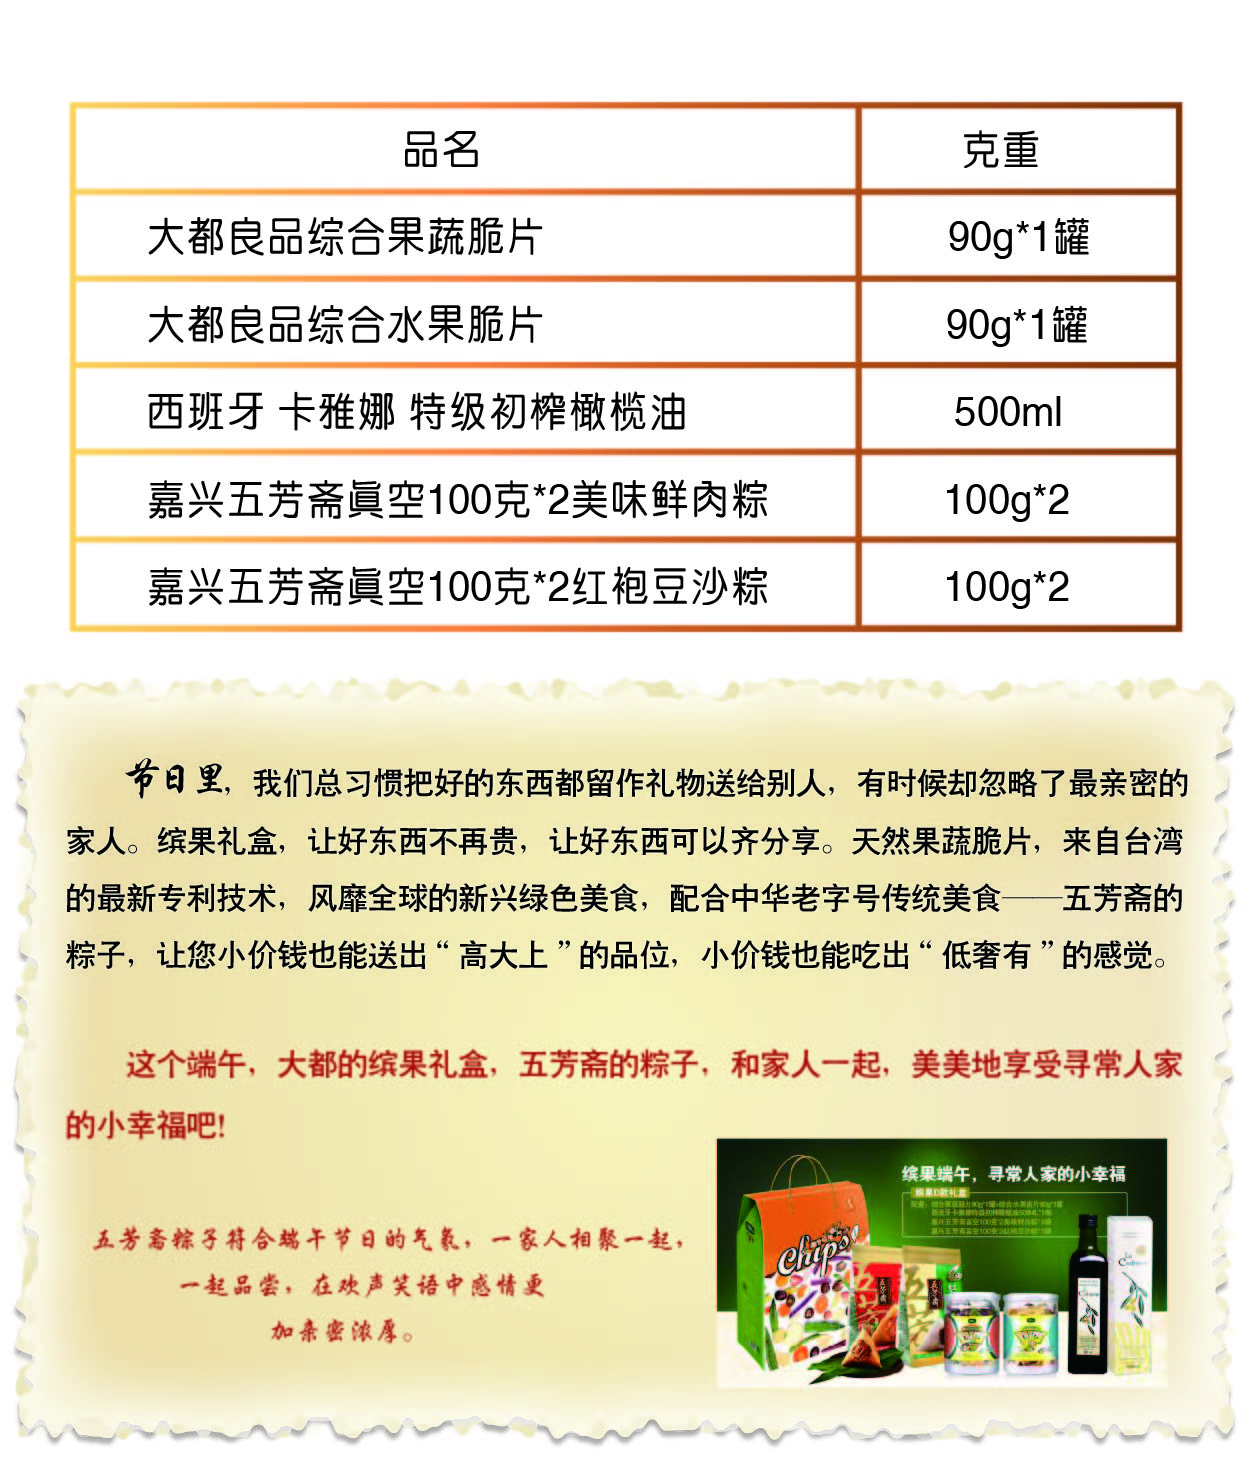 品名 克重
大都良品综合果蔬脆片 90g*1罐
大都良品综合水果脆片 90g*1罐
西班牙 卡雅娜 特级初榨橄榄油 500ml
嘉兴五芳斋真空100克*2美味鲜肉粽 100g*2
嘉兴五芳斋真空100克*2红袍豆沙粽 100g*2
节日里，我们总习惯把好的东西都留作礼物送给别人，有时候却忽略了最亲密的
家人。缤果礼盒，让好东西不再贵，让好东西可以齐分享。天然果蔬脆片，来自台湾
的最新专利技术，风靡全球的新兴绿色美食，配合中华老字号传统美食——五芳斋的
粽子，让您小价钱也能送出“高大上”的品位，小价钱也能吃出“低奢有”的感觉。
这个端午，大都的缤果礼盒，五芳斋的粽子，和家人一起，美美地享受寻常人家
的小幸福吧！
五芳斋粽子符合端午节日的气氛，一家人相聚一起，
一起品尝，在欢声笑语中感情更
加亲密浓厚。
缤果端午，寻常人家的小幸福
缤果D款礼盒
Chips
五芳
五芳